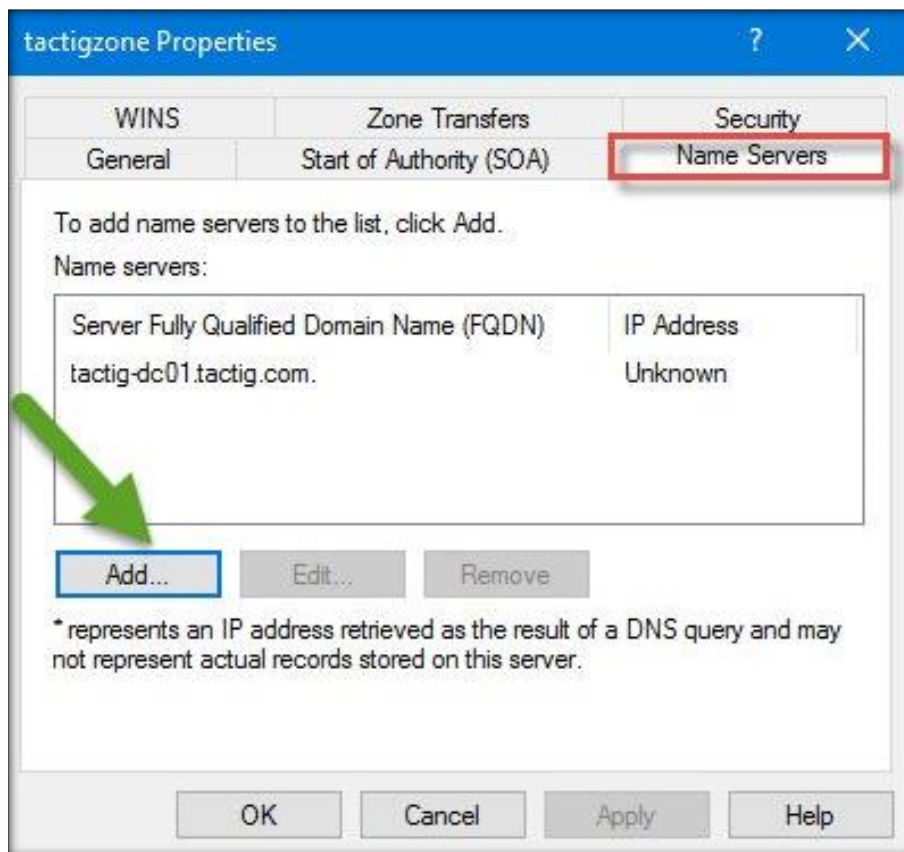 tactigzone Properties ? ×
WINS Zone Transfers Security
General Start of Authority (SOA) Name Servers
To add name servers to the list, click Add.
Name servers:
Server Fully Qualified Domain Name (FQDN) IP Address
tactig-dc01.tactig.com. Unknown
Add... Edit... Remove
* represents an IP address retrieved as the result of a DNS query and may
not represent actual records stored on this server.
OK Cancel Apply Help